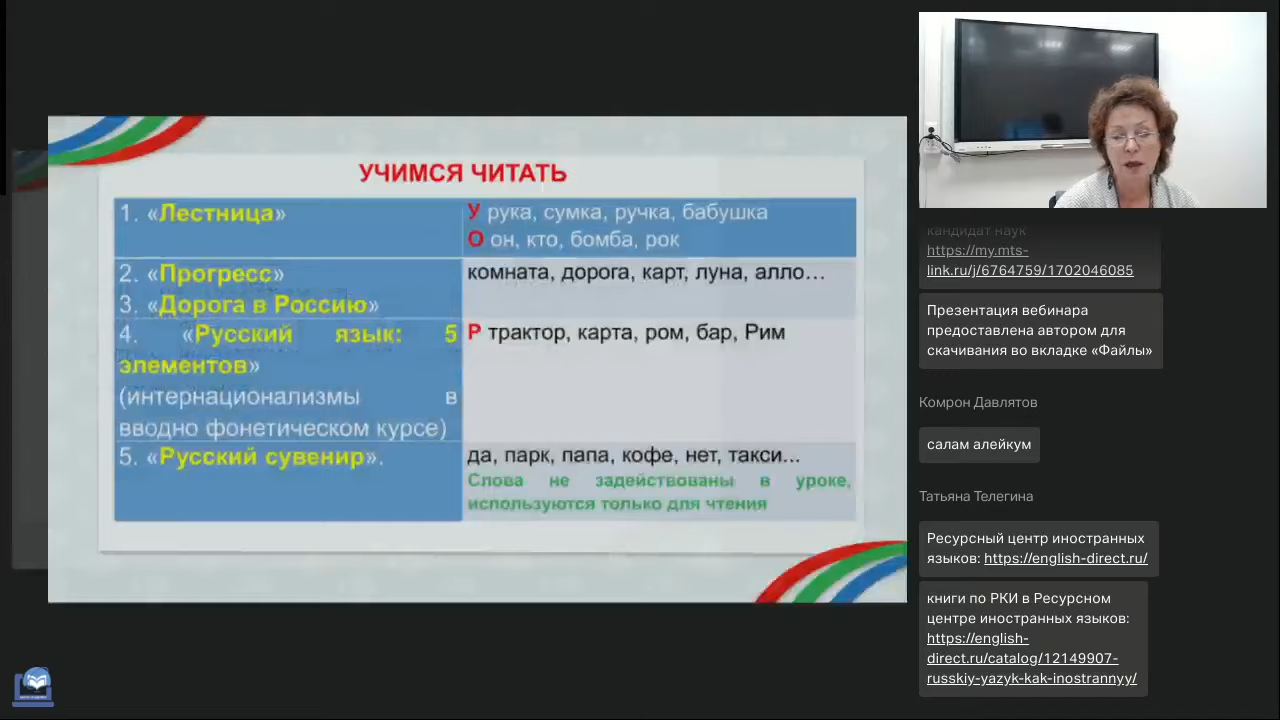 УЧИМСЯ ЧИТАТЬ
1. «Лестница»
У рука, сумка, ручка, бабушка
О он, кто, бомба, рок
2. «Прогресс»
3. «Дорога в Россию»
комната, дорога, карт, луна, алло…
4. «Русский язык: 5
элементов»
(интернационализмы в
вводно фонетическом курсе)
Р трактор, карта, ром, бар, Рим
5. «Русский сувенир».
да, парк, папа, кофе, нет, такси…
Слова не задействованы в уроке,
используются только для чтения
кандидат наук
https://my.mts-
link.ru/j/6764759/1702046085
Презентация вебинара
предоставлена автором для
скачивания во вкладке «Файлы»
Комрон Давлятов
салам алейкум
Татьяна Телегина
Ресурсный центр иностранных
языков: https://english-direct.ru/
книги по РКИ в Ресурсном
центре иностранных языков:
https://english-
direct.ru/catalog/12149907-
russkiy-yazyk-kak-inostrannyy/